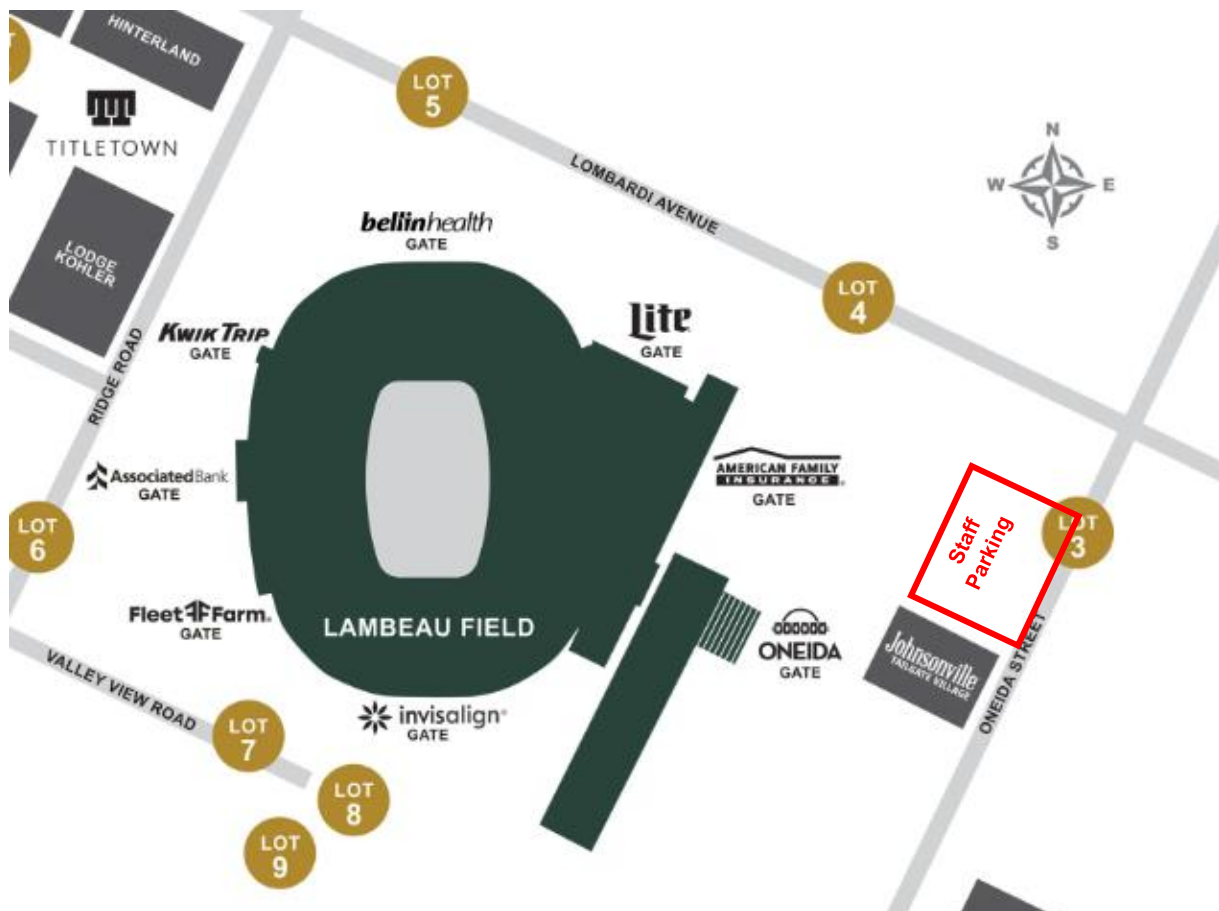 HINTERLAND
TITLETOWN
LODGE
KOHLER
LOT
5
LOMBARDI AVENUE
N
W
E
S
bellinhealth
GATE
LOT
4
Lite
GATE
KWIK TRIP
GATE
RIDGE ROAD
AMERICAN FAMILY
INSURANCE®
GATE
AssociatedBank
GATE
LOT
6
Staff
Parking
LOT
3
Fleet Farm.
GATE
LAMBEAU FIELD
ONEIDA
GATE
Johnsonville
TAILGATE VILLAGE
ONEIDA STREET
VALLEY VIEW ROAD
invisalign®
GATE
LOT
7
LOT
8
LOT
9